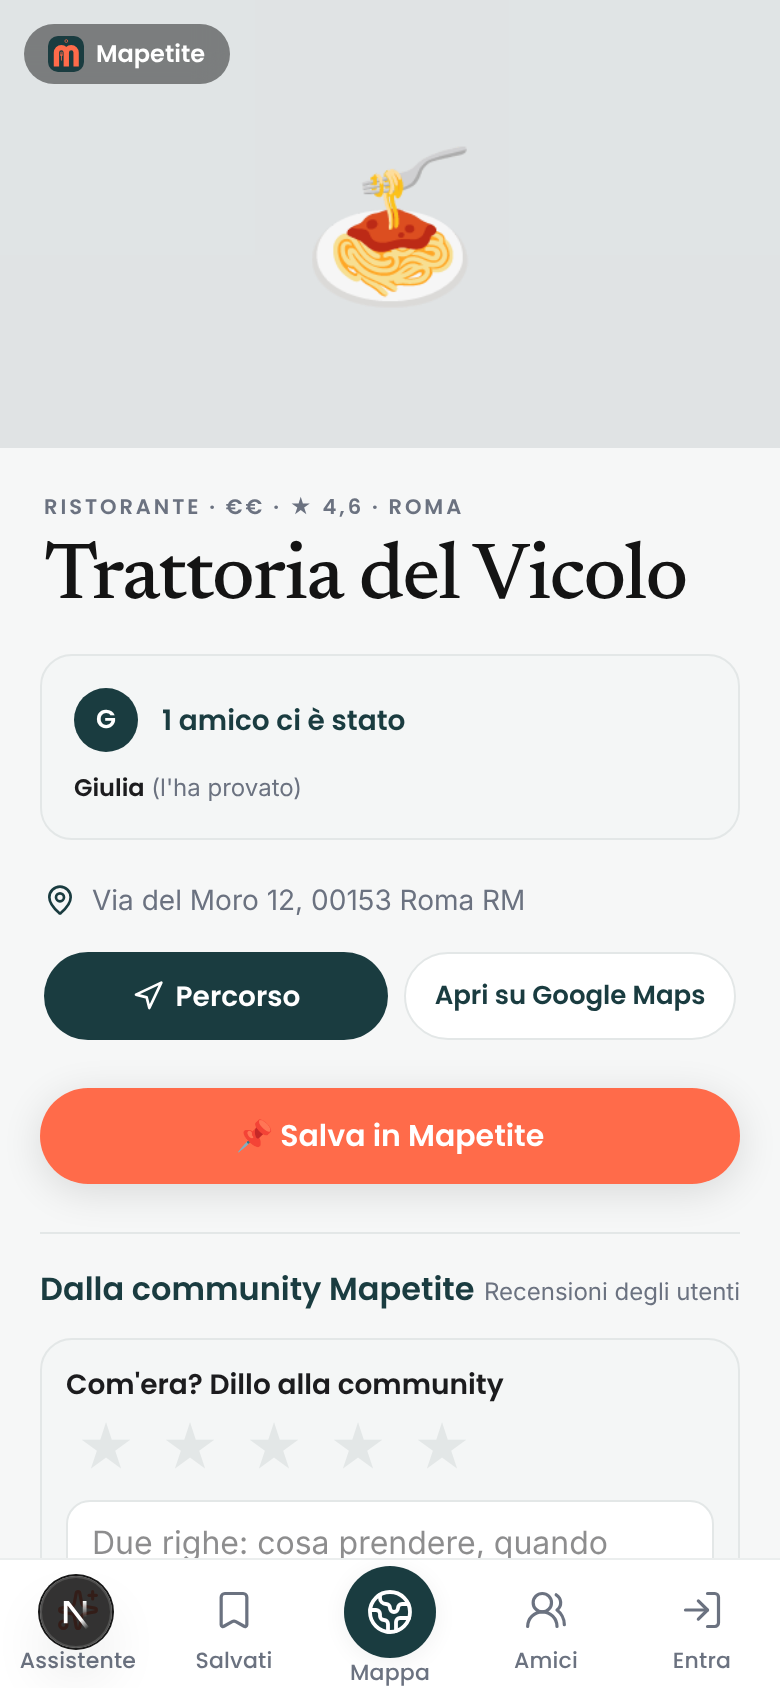 Mapetite
RISTORANTE · €€ · ★ 4,6 · ROMA
Trattoria del Vicolo
G
1 amico ci è stato
Giulia (l'ha provato)
Via del Moro 12, 00153 Roma RM
Percorso
Apri su Google Maps
📌 Salva in Mapetite
Dalla community Mapetite Recensioni degli utenti
Com'era? Dillo alla community
★ ★ ★ ★ ★
Due righe: cosa prendere, quando
N
Assistente
Salvati
Mappa
Amici
Entra